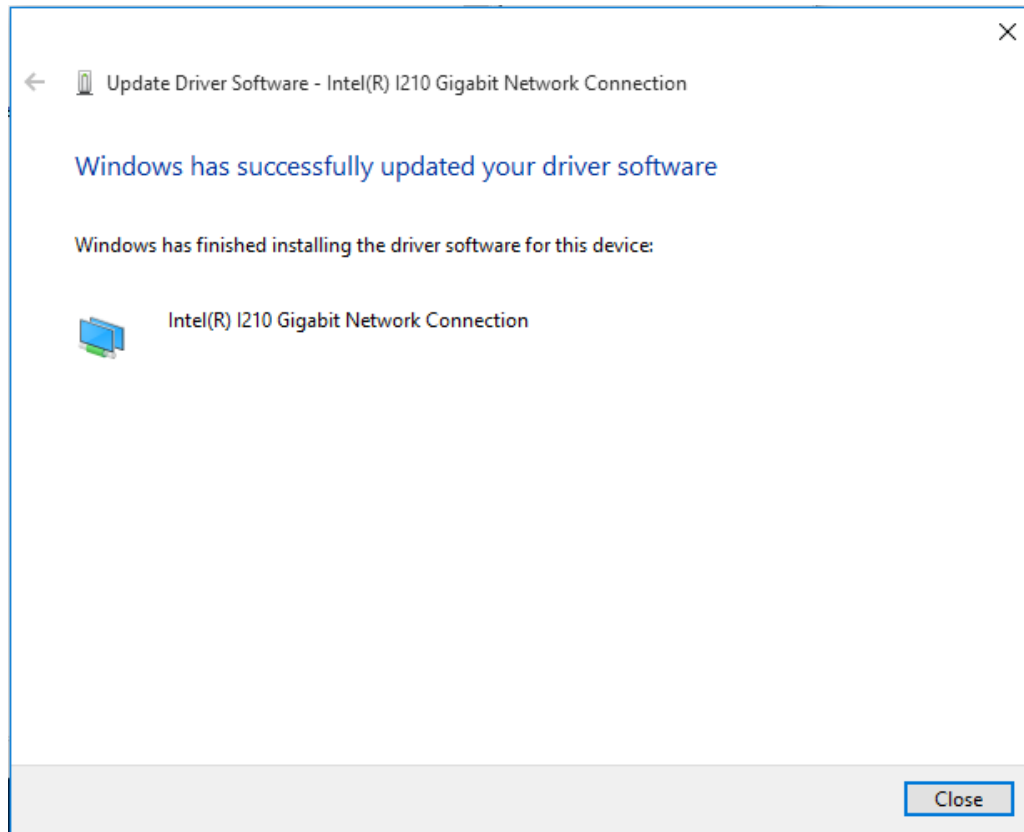 Update Driver Software - Intel(R) I210 Gigabit Network Connection
Windows has successfully updated your driver software
Windows has finished installing the driver software for this device:
Intel(R) I210 Gigabit Network Connection
Close